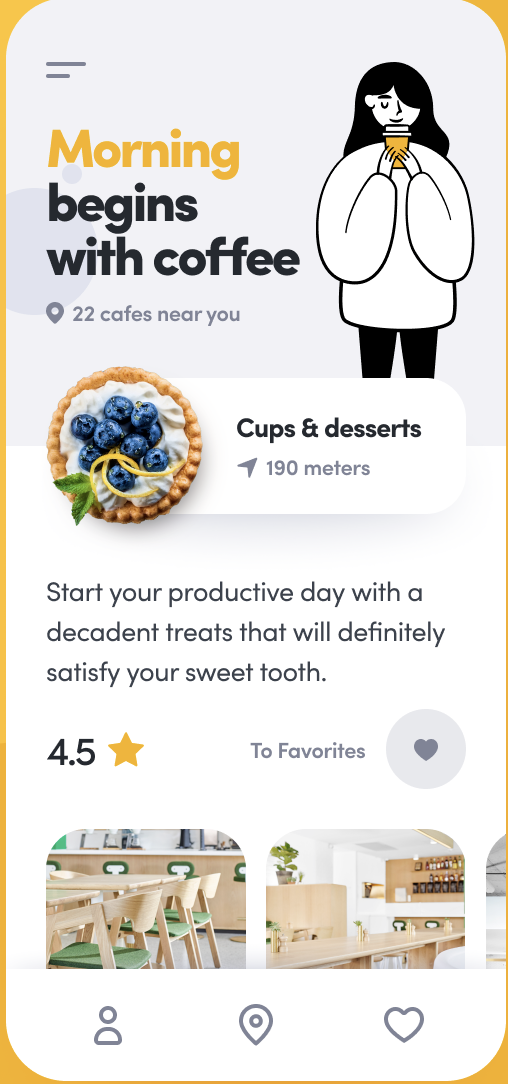 Morning
begins
with coffee
22 cafes near you
Cups & desserts
190 meters
Start your productive day with a
decadent treats that will definitely
satisfy your sweet tooth.
4.5
To Favorites